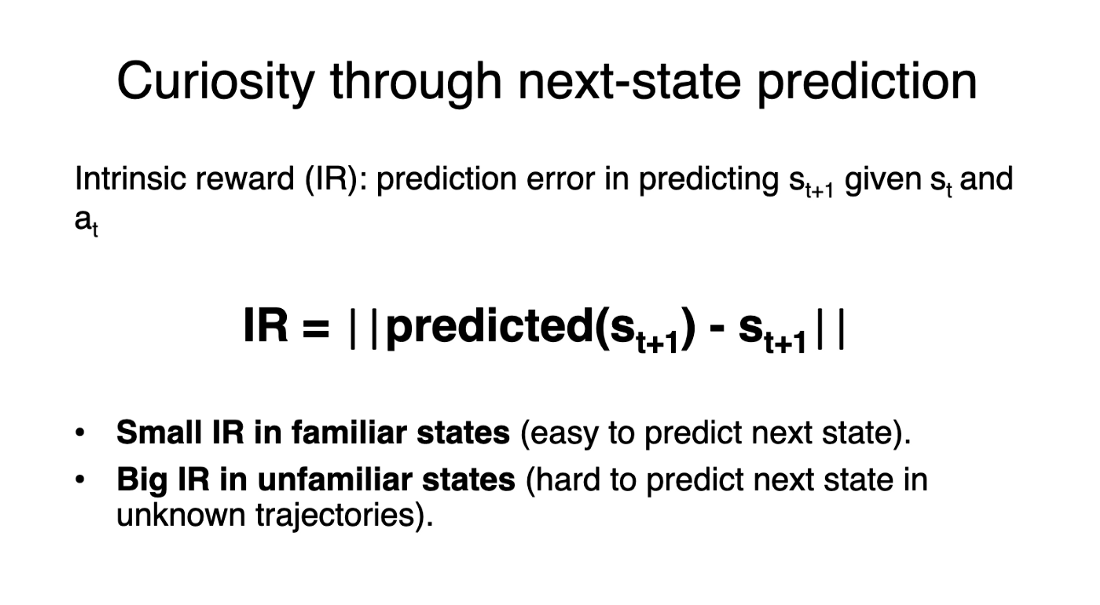 Curiosity through next-state prediction
Intrinsic reward (IR): prediction error in predicting sₜ₊₁ given sₜ and
aₜ
IR = ||predicted(sₜ₊₁) - sₜ₊₁||
• Small IR in familiar states (easy to predict next state).
• Big IR in unfamiliar states (hard to predict next state in
unknown trajectories).